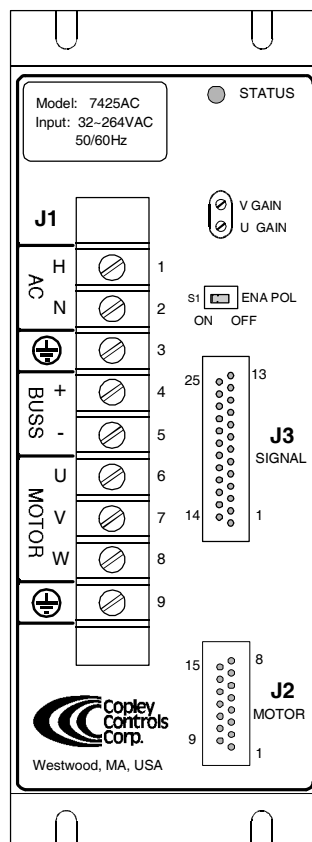 Model: 7425AC
Input: 32~264VAC
50/60Hz
STATUS
V GAIN
U GAIN
J1
AC
H
1
N
2
S1
ENA POL
ON OFF
3
BUSS
+
4
-
5
25
13
J3
SIGNAL
14
1
MOTOR
U
6
V
7
W
8
9
15
8
J2
MOTOR
9
1
Copley
Controls
Corp.
Westwood, MA, USA